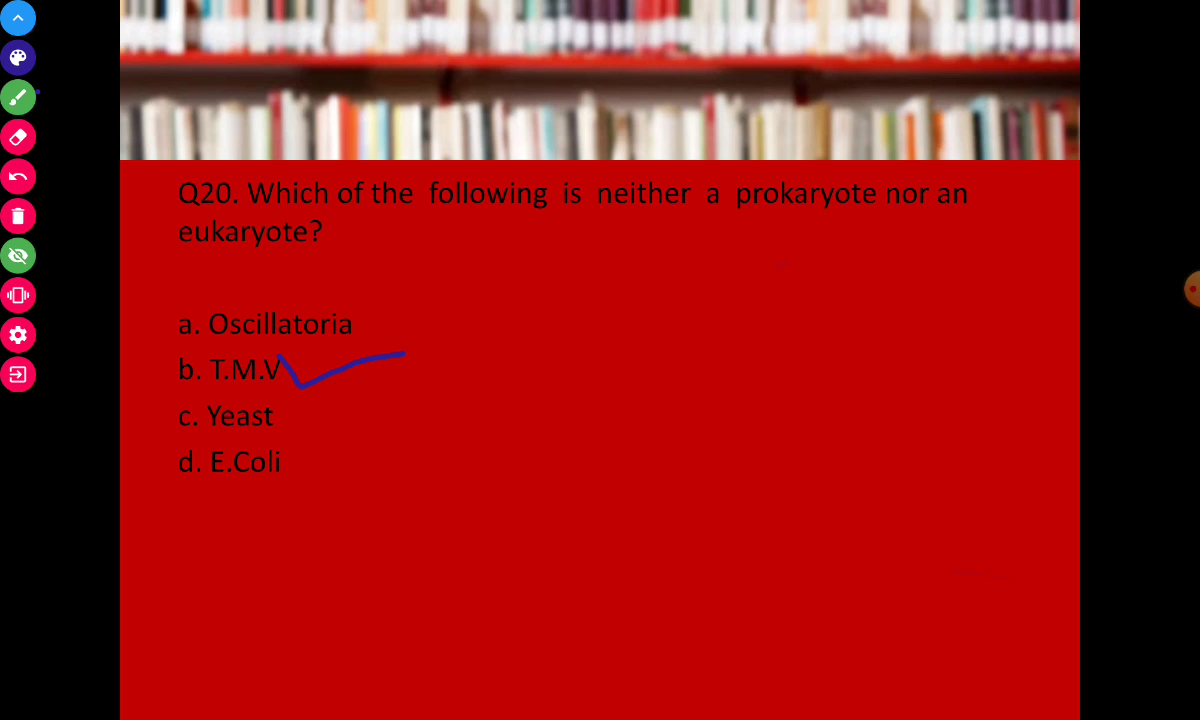 Q20. Which of the following is neither a prokaryote nor an
eukaryote?
a. Oscillatoria
b. T.M.V
c. Yeast
d. E.Coli